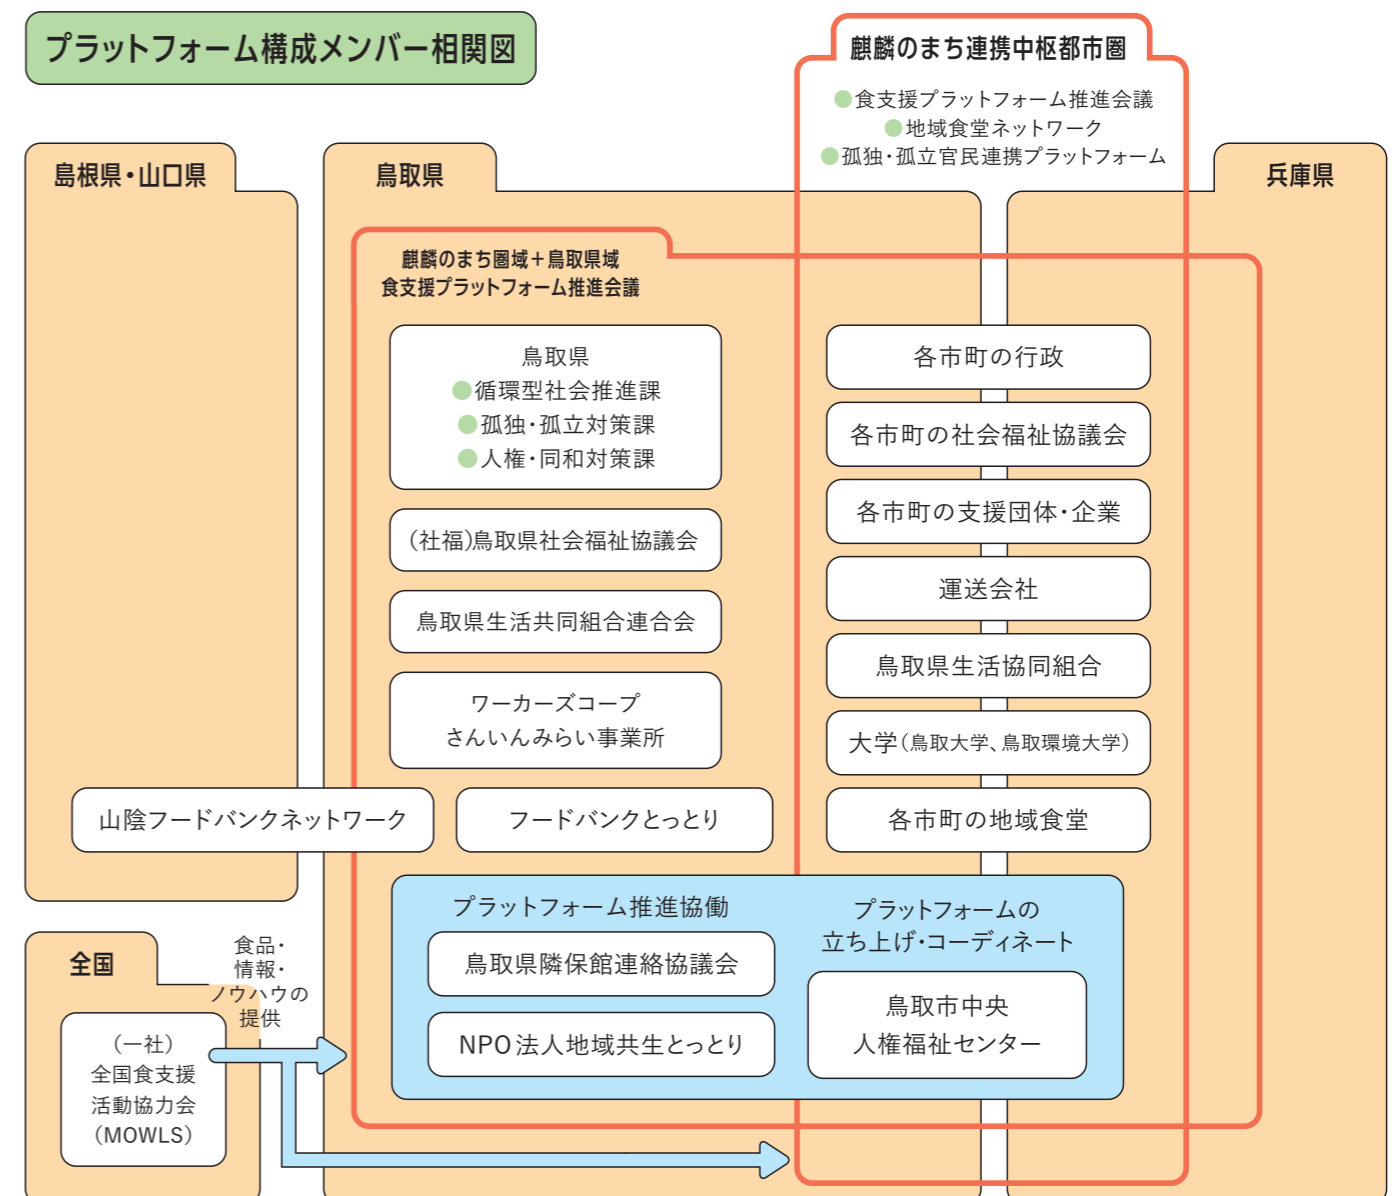 プラットフォーム構成メンバー相関図
麒麟のまち連携中枢都市圏
●食支援プラットフォーム推進会議
●地域食堂ネットワーク
●孤独・孤立官民連携プラットフォーム
島根県・山口県
鳥取県
兵庫県
麒麟のまち圏域＋鳥取県域
食支援プラットフォーム推進会議
鳥取県
●循環型社会推進課
●孤独・孤立対策課
●人権・同和対策課
(社福)鳥取県社会福祉協議会
鳥取県生活共同組合連合会
ワーカーズコープ
さんいんみらい事業所
山陰フードバンクネットワーク
フードバンクとっとり
各市町の行政
各市町の社会福祉協議会
各市町の支援団体・企業
運送会社
鳥取県生活協同組合
大学(鳥取大学、鳥取環境大学)
各市町の地域食堂
プラットフォーム推進協働
鳥取県隣保館連絡協議会
NPO法人地域共生とっとり
プラットフォームの
立ち上げ・コーディネート
鳥取市中央
人権福祉センター
全国
食品・
情報・
ノウハウの
提供
(一社)
全国食支援
活動協力会
(MOWLS)